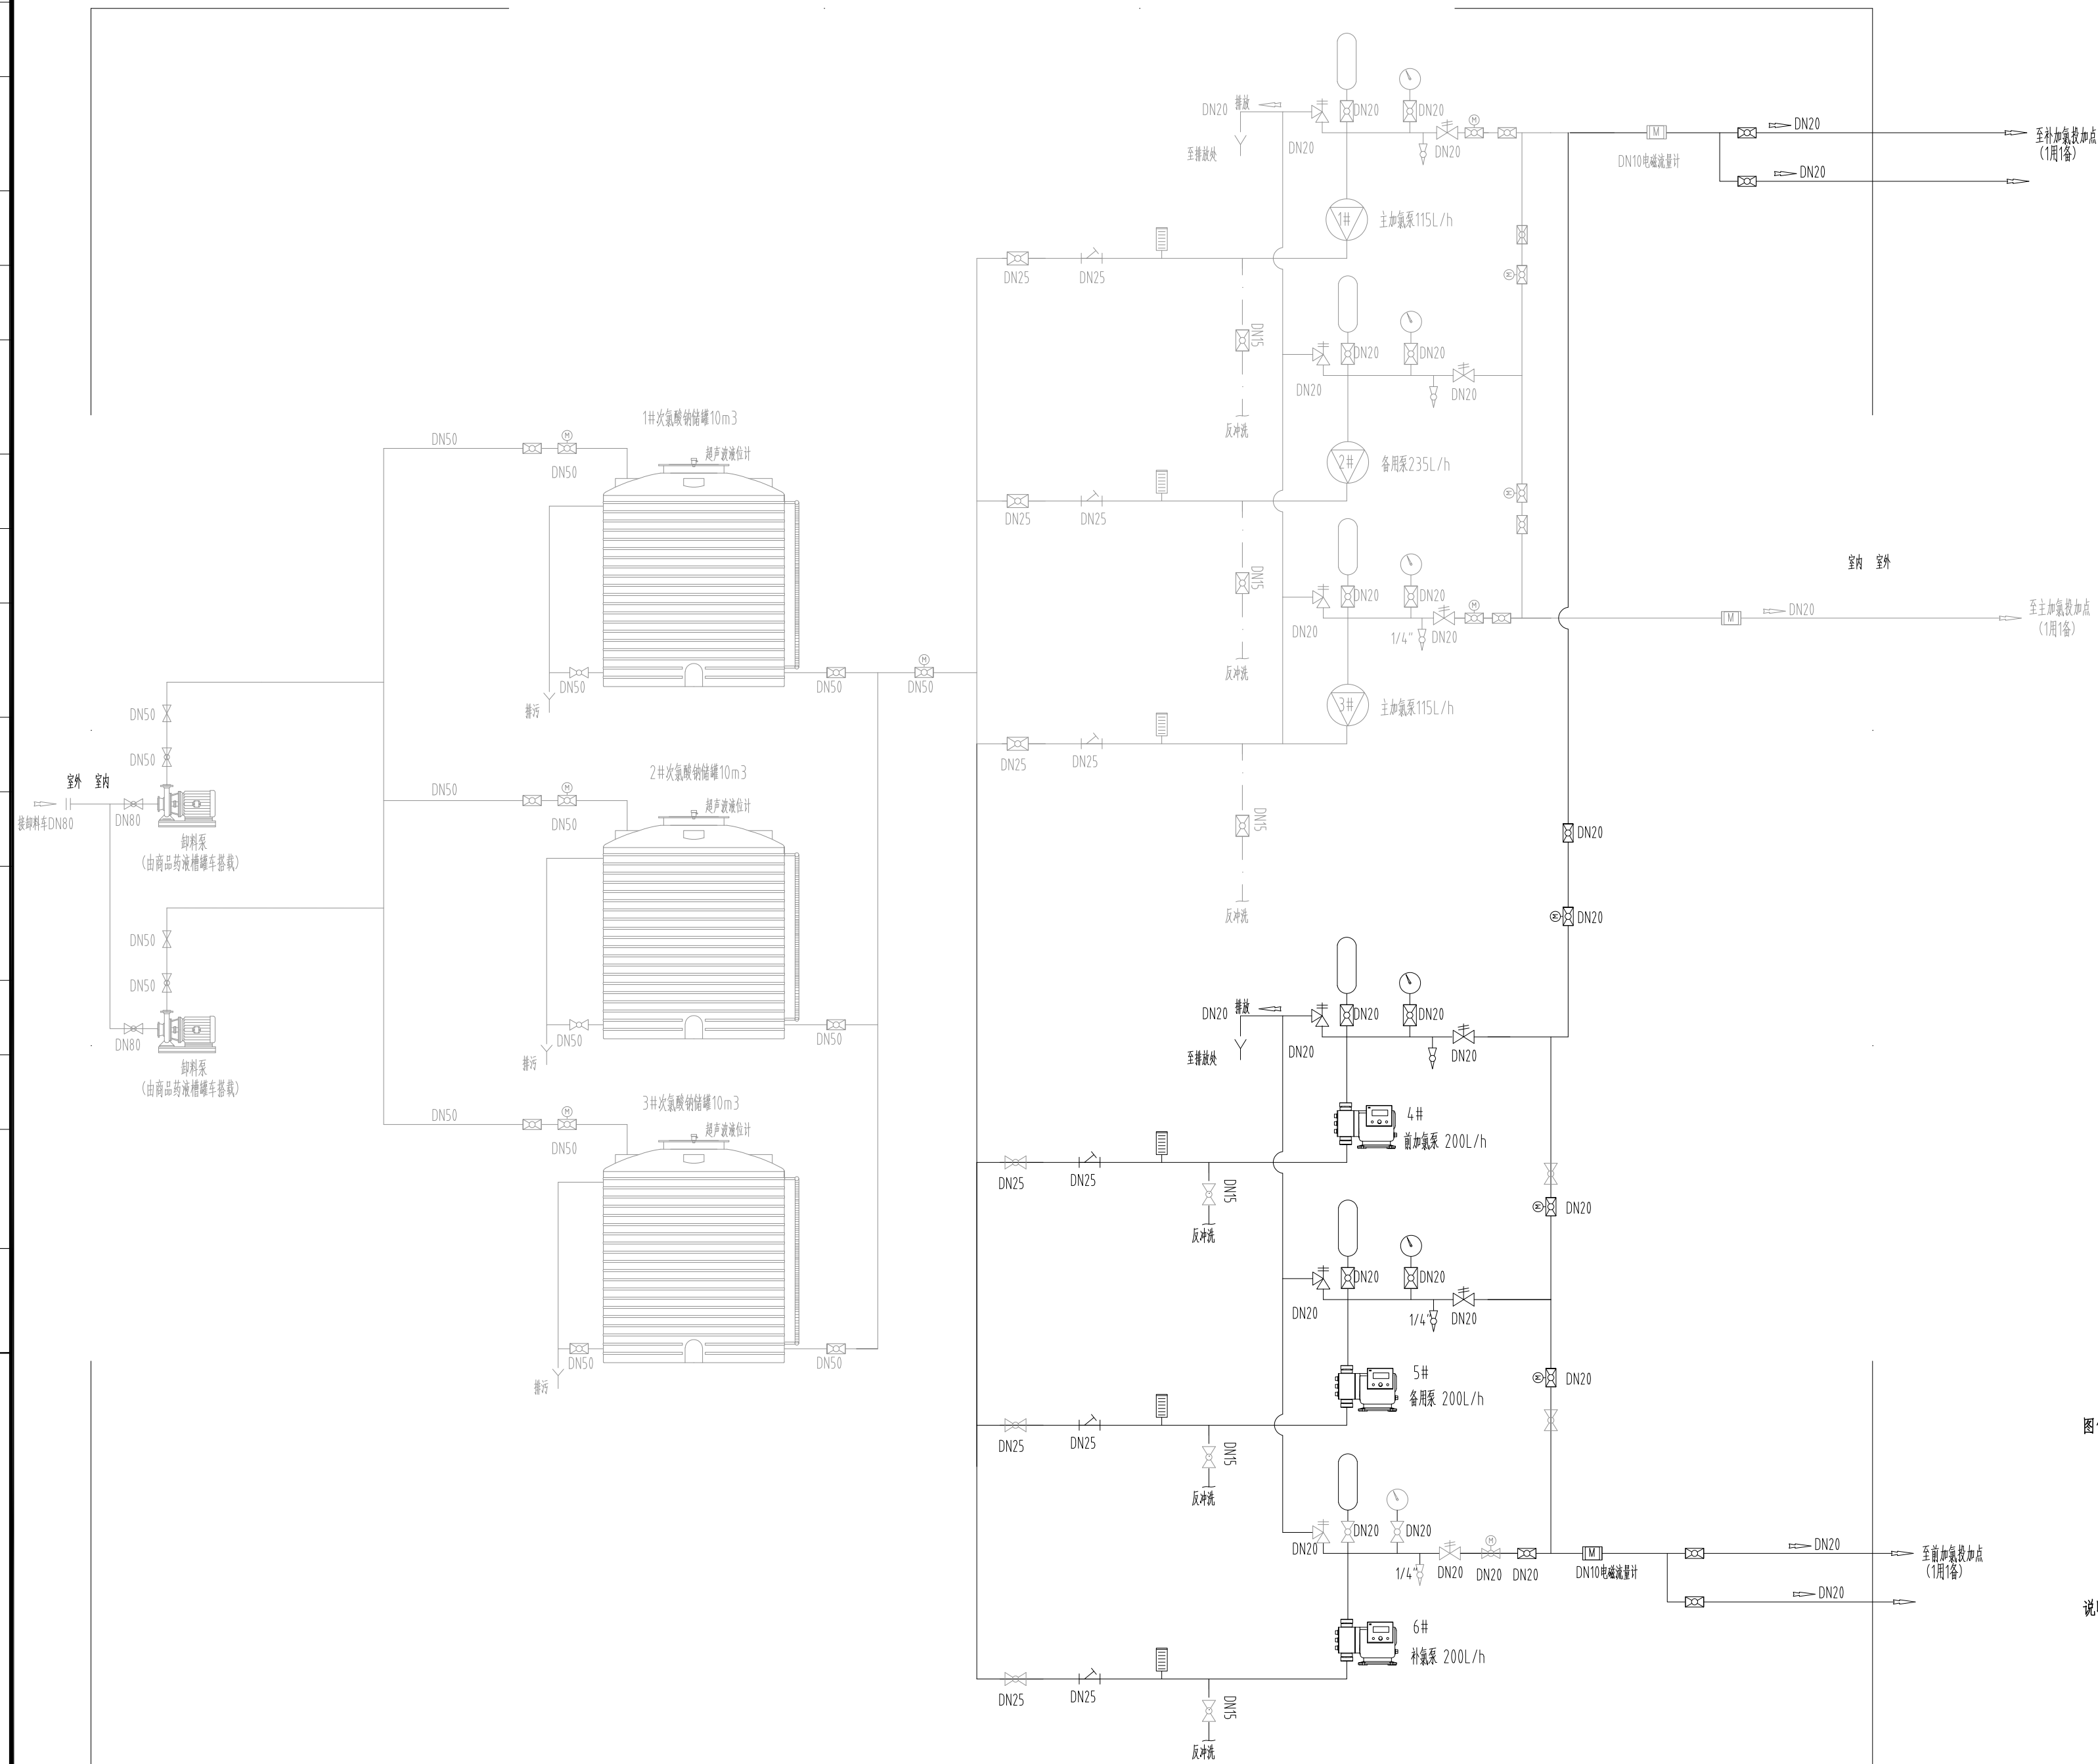 DN20 排放
至排放处
DN20
DN20
DN20
M
DN20
M
DN10电磁流量计
DN20
DN20
至补加氯投加点
(1用1备)
1#
主加氯泵115L/h
DN25
DN25
M
DN15
反冲洗
DN20
DN20
DN20
DN20
2#
备用泵235L/h
DN25
DN25
M
DN15
反冲洗
DN20
DN20
DN20
1/4"
DN20
M
M
DN20
至主加氯投加点
(1用1备)
室内 室外
3#
主加氯泵115L/h
DN25
DN25
DN15
反冲洗
1#次氯酸钠储罐10m3
超声波液位计
DN50
M
DN50
DN50
排污
DN50
M
DN50
2#次氯酸钠储罐10m3
超声波液位计
DN50
M
DN50
DN50
排污
DN50
3#次氯酸钠储罐10m3
超声波液位计
DN50
M
DN50
DN50
排污
DN50
DN50
DN50
室外 室内
接卸料车DN80
DN80
卸料泵
(由商品药液槽罐车搭载)
DN50
DN50
DN80
卸料泵
(由商品药液槽罐车搭载)
DN20
M
DN20
DN20 排放
至排放处
DN20
DN20
DN20
DN20
4#
前加氯泵 200L/h
DN25
DN25
DN15
反冲洗
M
DN20
DN20
DN20
DN20
1/4"
DN20
5#
备用泵 200L/h
M
DN20
DN25
DN25
DN15
反冲洗
DN20
DN20
DN20
1/4"
DN20
M
DN20
DN20
M
DN10电磁流量计
DN20
DN20
至前加氯投加点
(1用1备)
6#
补氯泵 200L/h
DN25
DN25
DN15
反冲洗
图